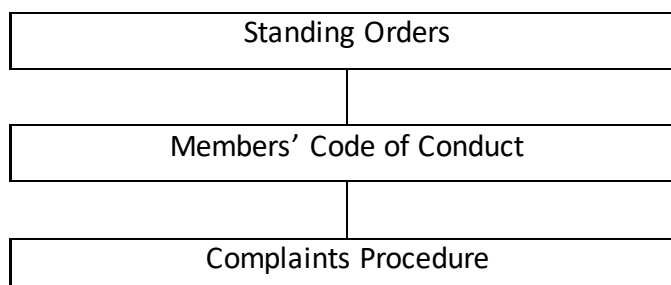 Standing Orders
Members’ Code of Conduct
Complaints Procedure